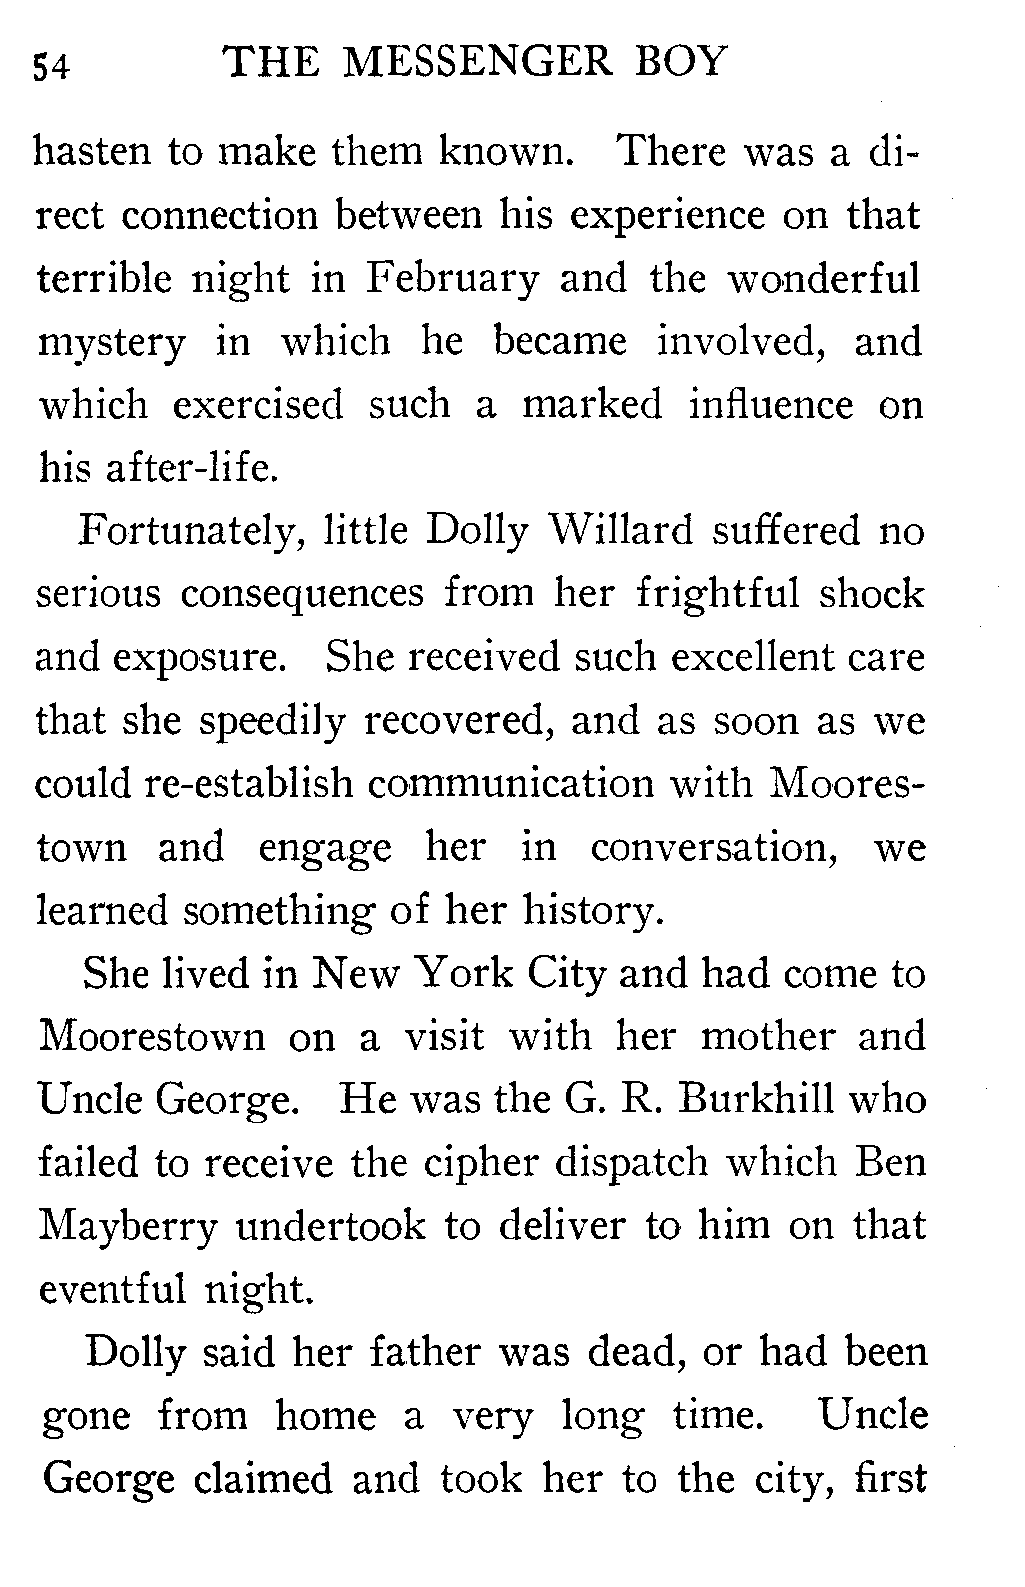 54 THE MESSENGER BOY
hasten to make them known. There was a di-
rect connection between his experience on that
terrible night in February and the wonderful
mystery in which he became involved, and
which exercised such a marked influence on
his after-life.
Fortunately, little Dolly Willard suffered no
serious consequences from her frightful shock
and exposure. She received such excellent care
that she speedily recovered, and as soon as we
could re-establish communication with Moores-
town and engage her in conversation, we
learned something of her history.
She lived in New York City and had come to
Moorestown on a visit with her mother and
Uncle George. He was the G. R. Burkhill who
failed to receive the cipher dispatch which Ben
Mayberry undertook to deliver to him on that
eventful night.
Dolly said her father was dead, or had been
gone from home a very long time. Uncle
George claimed and took her to the city, first